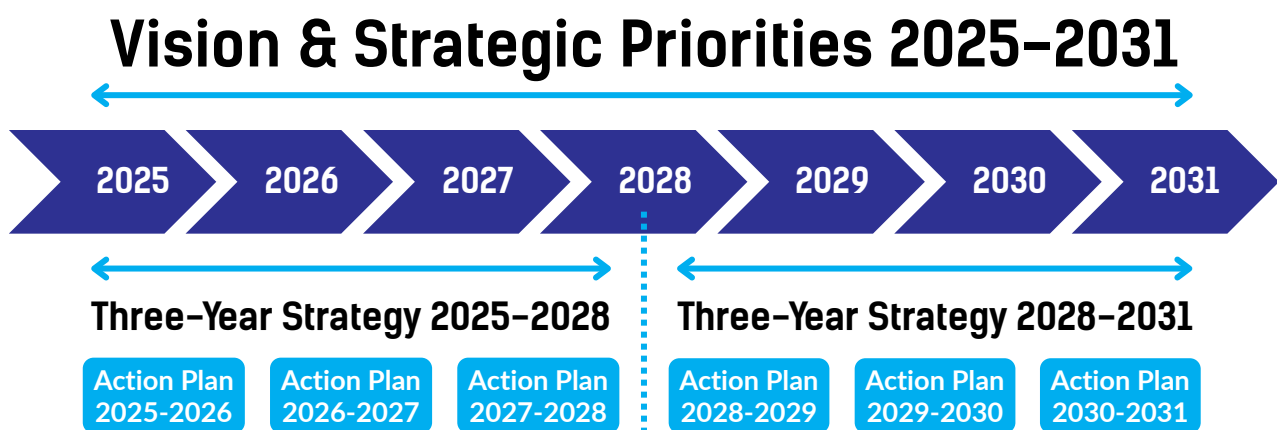 Vision & Strategic Priorities 2025–2031
2025 2026 2027 2028 2029 2030 2031
Three-Year Strategy 2025–2028 Three-Year Strategy 2028–2031
Action Plan Action Plan Action Plan Action Plan Action Plan Action Plan
2025-2026 2026-2027 2027-2028 2028-2029 2029-2030 2030-2031